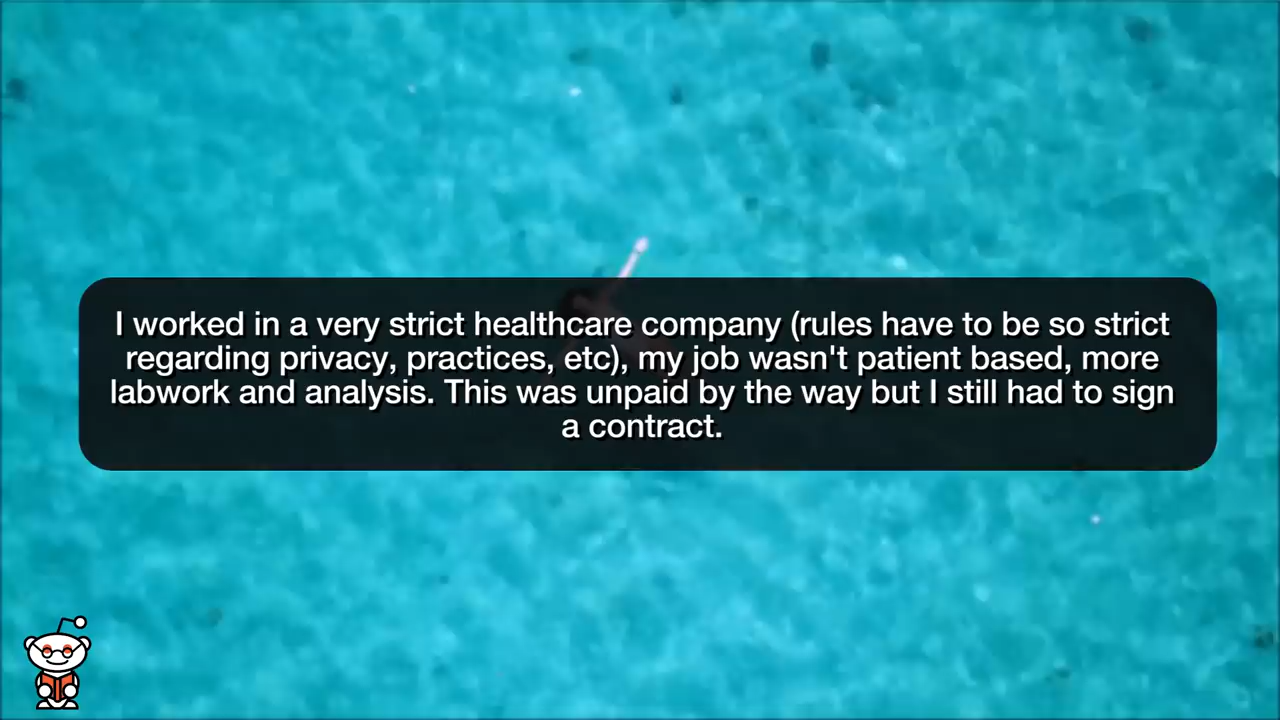 I worked in a very strict healthcare company (rules have to be so strict
regarding privacy, practices, etc), my job wasn't patient based, more
labwork and analysis. This was unpaid by the way but I still had to sign
a contract.